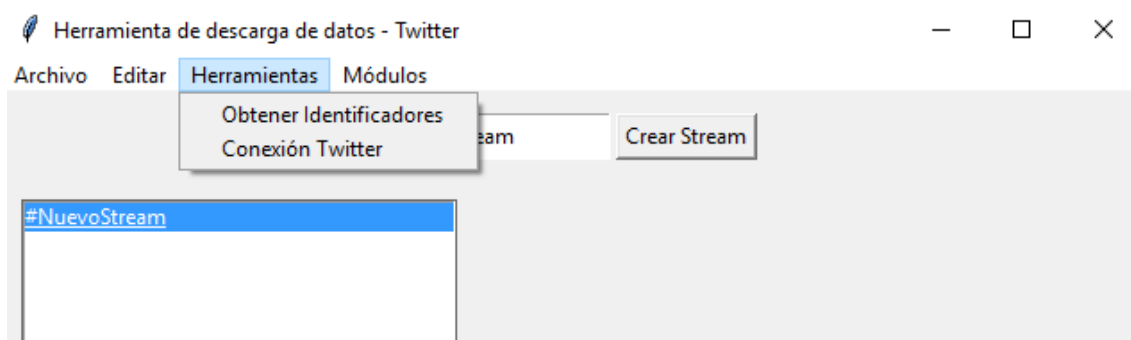 Herramienta de descarga de datos - Twitter
Archivo Editar Herramientas Módulos
Obtener Identificadores
Conexión Twitter
Crear Stream
#NuevoStream